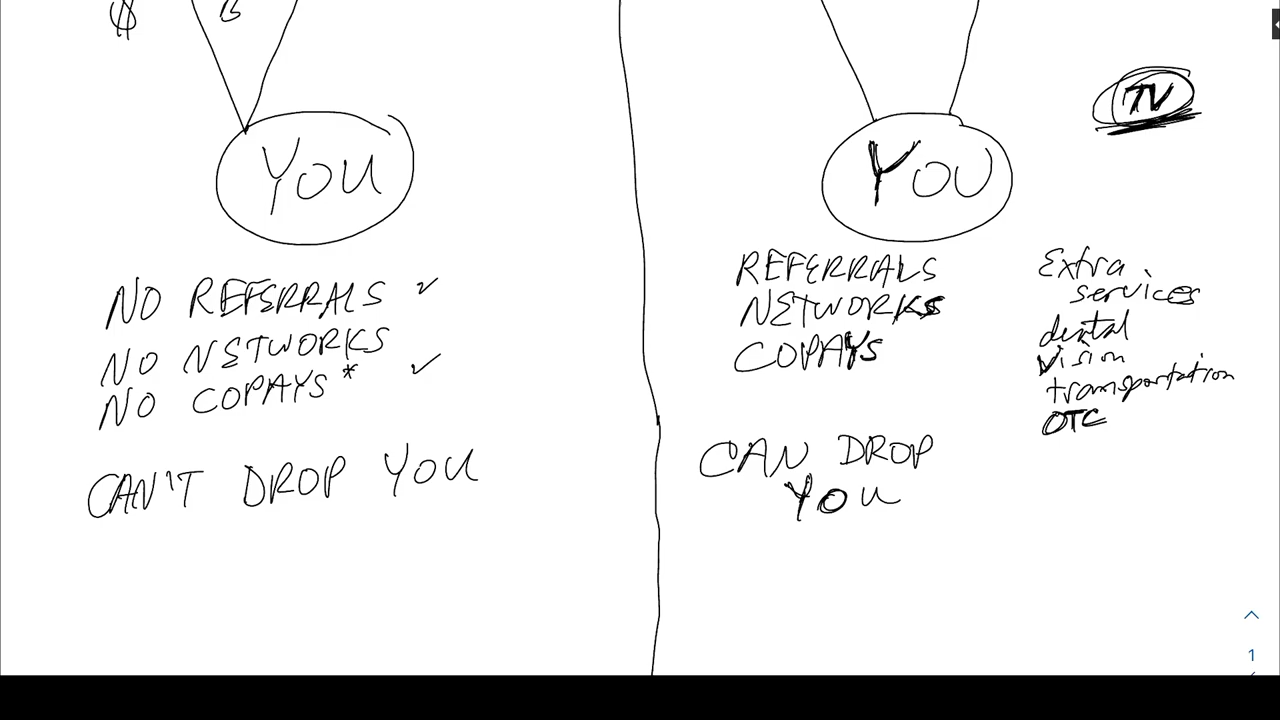 $ B
YOU
NO REFERRALS ✓
NO NETWORKS
NO COPAYS* ✓
CAN'T DROP YOU
TV
YOU
REFERRALS
NETWORKS
COPAYS
CAN DROP
YOU
Extra
services
dental
vision
transportation
OTC
1